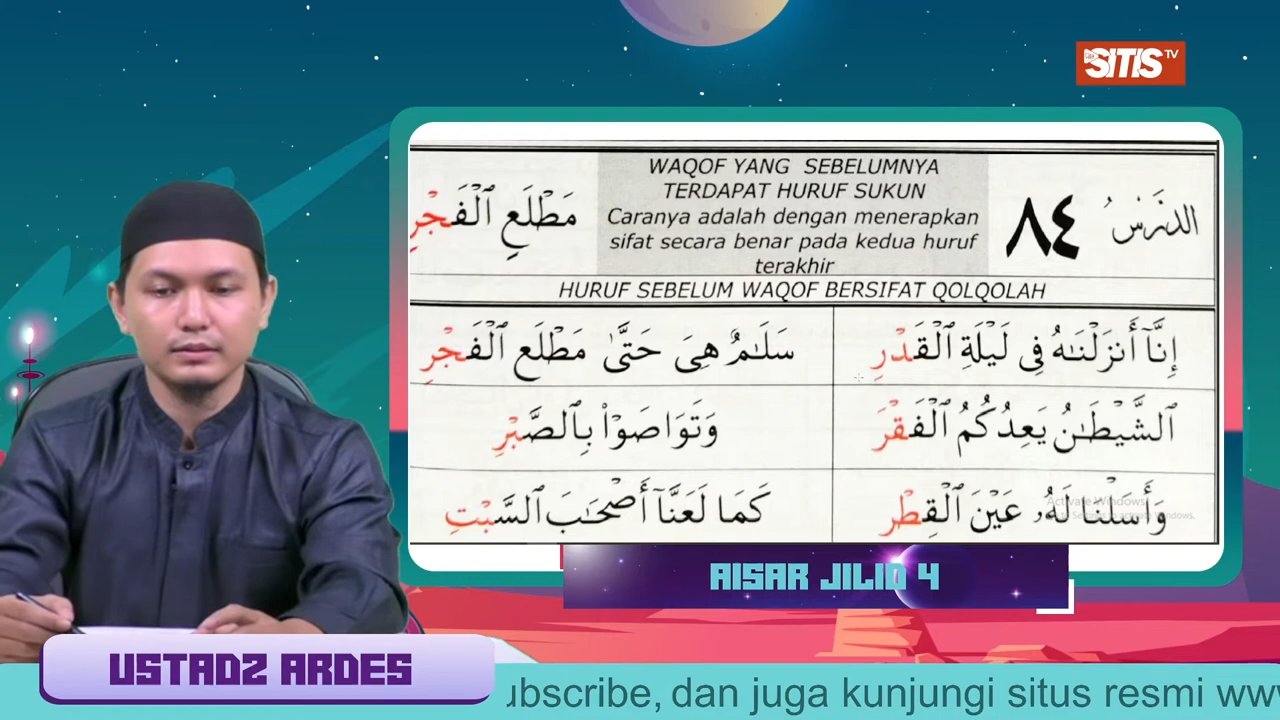 SITIS TV
الدَّرْسُ ٨٤
WAQOF YANG SEBELUMNYA
TERDAPAT HURUF SUKUN
Caranya adalah dengan menerapkan
sifat secara benar pada kedua huruf
terakhir
مَطْلَعِ ٱلْفَجْرِ
HURUF SEBELUM WAQOF BERSIFAT QOLQOLAH
إِنَّآ أَنزَلْنَـٰهُ فِى لَيْلَةِ ٱلْقَدْرِ
سَلَـٰمٌ هِىَ حَتَّىٰ مَطْلَعِ ٱلْفَجْرِ
ٱلشَّيْطَـٰنُ يَعِدُكُمُ ٱلْفَقْرَ
وَتَوَاصَوْا۟ بِٱلصَّبْرِ
وَأَسَلْنَا لَهُۥ عَيْنَ ٱلْقِطْرِ
كَمَا لَعَنَّآ أَصْحَـٰبَ ٱلسَّبْتِ
Activate Windows
AISAR JILID 4
USTADZ ARDES
ubscribe, dan juga kunjungi situs resmi www